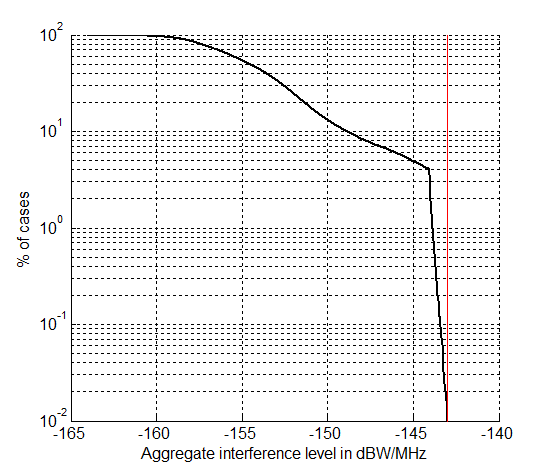 10^2
10^1
10^0
10^-1
10^-2
% of cases
-165 -160 -155 -150 -145 -140
Aggregate interference level in dBW/MHz